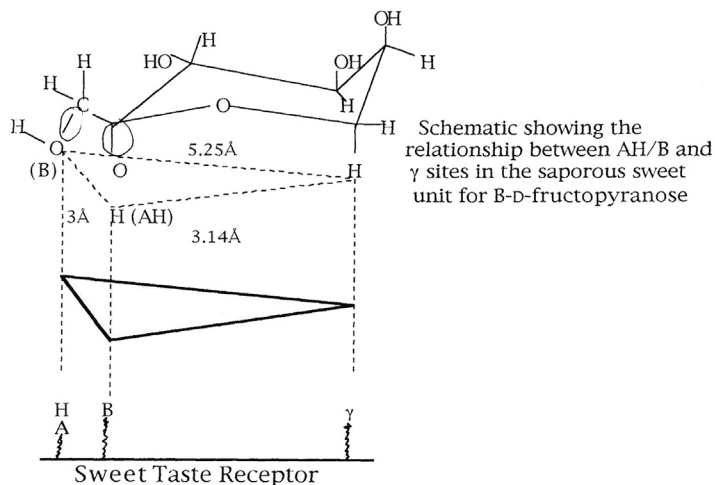 OH
H
HO
OH
H
H
H
C
H
O
H
H
H
O
(B)
O
5.25Å
H
3Å
H (AH)
3.14Å
Schematic showing the
relationship between AH/B and
γ sites in the saporous sweet
unit for B-D-fructopyranose
H
A
B
γ
Sweet Taste Receptor